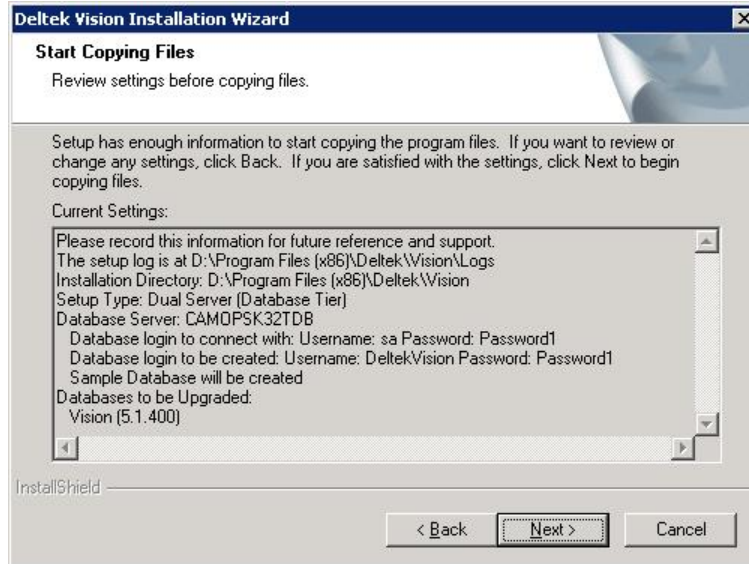 Deltek Vision Installation Wizard
Start Copying Files
Review settings before copying files.
Setup has enough information to start copying the program files. If you want to review or
change any settings, click Back. If you are satisfied with the settings, click Next to begin
copying files.
Current Settings:
Please record this information for future reference and support.
The setup log is at D:\Program Files (x86)\Deltek\Vision\Logs
Installation Directory: D:\Program Files (x86)\Deltek\Vision
Setup Type: Dual Server (Database Tier)
Database Server: CAMOPSK32TDB
Database login to connect with: Username: sa Password: Password1
Database login to be created: Username: DeltekVision Password: Password1
Sample Database will be created
Databases to be Upgraded:
Vision (5.1.400)
InstallShield
< Back
Next >
Cancel